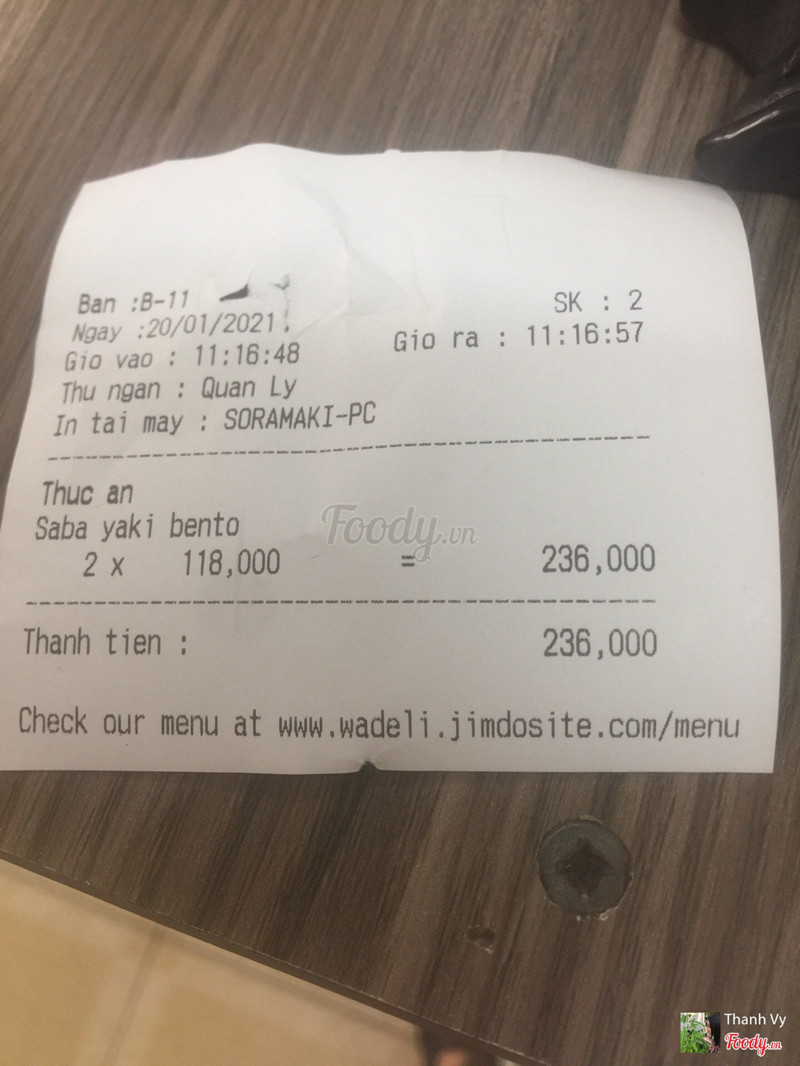 Ban :B-11
SK : 2
Ngay :20/01/2021.
Gio vao : 11:16:48
Gio ra : 11:16:57
Thu ngan : Quan Ly
In tai may : SORAMAKI-PC
Thuc an
Saba yaki bento
2 x 118,000 = 236,000
Thanh tien : 236,000
Check our menu at www.wadeli.jimdosite.com/menu
Foody.vn
Thanh Vy
Foody.vn